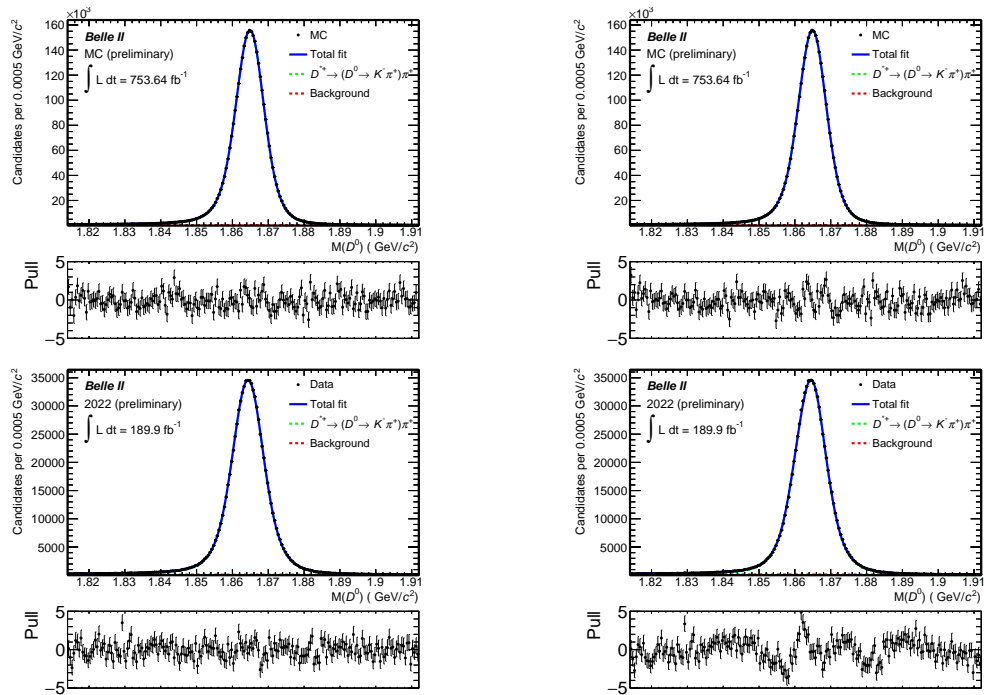 Candidates per 0.0005 GeV/c²
160 ×10³
140
120
100
80
60
40
20
Belle II
MC (preliminary)
∫ L dt = 753.64 fb⁻¹
MC
Total fit
D*⁺→(D⁰→K⁻π⁺)π⁺
Background
1.82 1.83 1.84 1.85 1.86 1.87 1.88 1.89 1.9 1.91
M(D⁰) ( GeV/c²)
Pull
5
0
−5
Candidates per 0.0005 GeV/c²
160 ×10³
140
120
100
80
60
40
20
Belle II
MC (preliminary)
∫ L dt = 753.64 fb⁻¹
MC
Total fit
D*⁺→(D⁰→K⁻π⁺)π⁺
Background
1.82 1.83 1.84 1.85 1.86 1.87 1.88 1.89 1.9 1.91
M(D⁰) ( GeV/c²)
Pull
5
0
−5
Candidates per 0.0005 GeV/c²
35000
30000
25000
20000
15000
10000
5000
Belle II
2022 (preliminary)
∫ L dt = 189.9 fb⁻¹
Data
Total fit
D*⁺→(D⁰→K⁻π⁺)π⁺
Background
1.82 1.83 1.84 1.85 1.86 1.87 1.88 1.89 1.9 1.91
M(D⁰) ( GeV/c²)
Pull
5
0
−5
Candidates per 0.0005 GeV/c²
35000
30000
25000
20000
15000
10000
5000
Belle II
2022 (preliminary)
∫ L dt = 189.9 fb⁻¹
Data
Total fit
D*⁺→(D⁰→K⁻π⁺)π⁺
Background
1.82 1.83 1.84 1.85 1.86 1.87 1.88 1.89 1.9 1.91
M(D⁰) ( GeV/c²)
Pull
5
0
−5